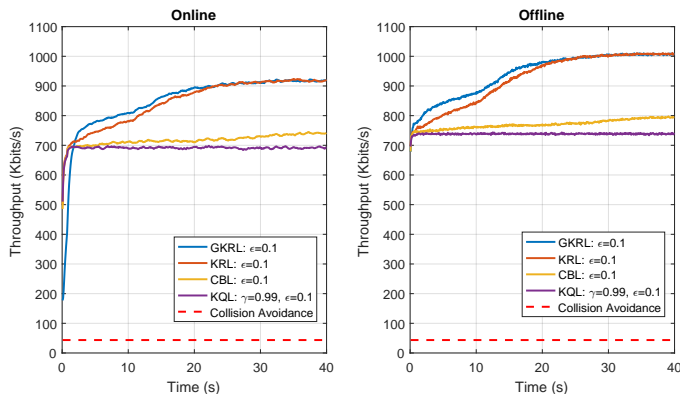 Online
1100
1000
900
800
700
600
500
400
300
200
100
0
Throughput (Kbits/s)
0 10 20 30 40
Time (s)
GKRL: ϵ=0.1
KRL: ϵ=0.1
CBL: ϵ=0.1
KQL: γ=0.99, ϵ=0.1
Collision Avoidance
Offline
1100
1000
900
800
700
600
500
400
300
200
100
0
Throughput (Kbits/s)
0 10 20 30 40
Time (s)
GKRL: ϵ=0.1
KRL: ϵ=0.1
CBL: ϵ=0.1
KQL: γ=0.99, ϵ=0.1
Collision Avoidance